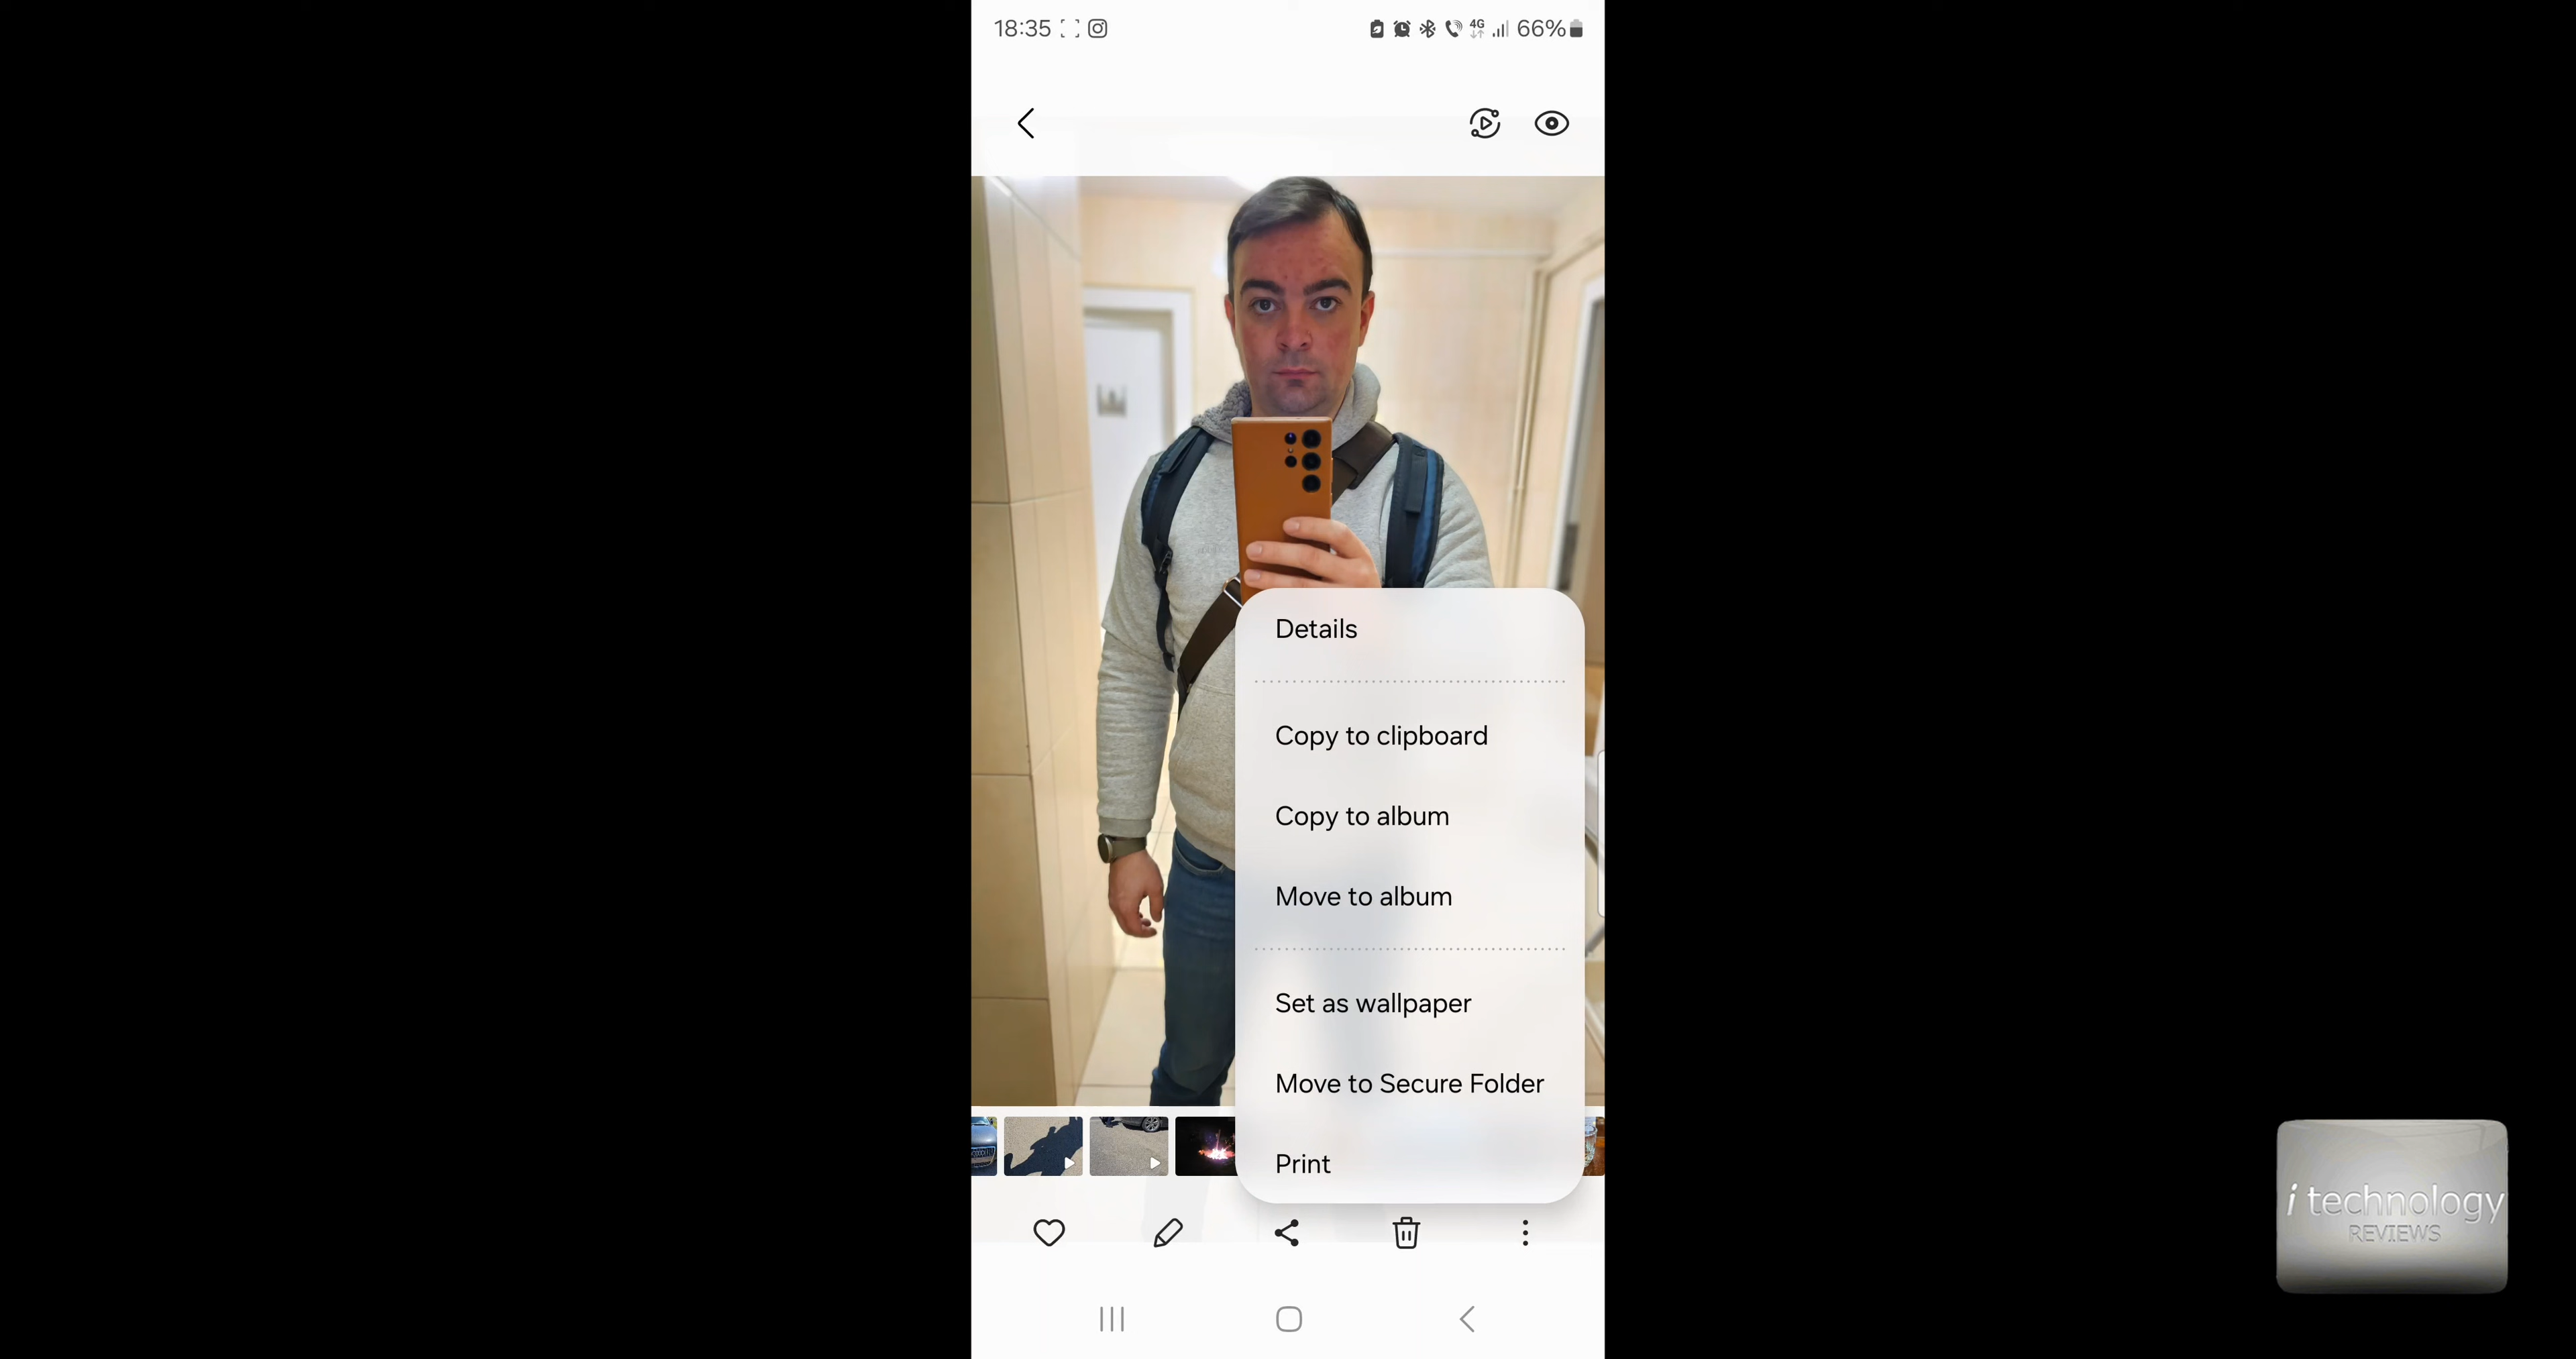 18:35
4G 66%
Details
Copy to clipboard
Copy to album
Move to album
Set as wallpaper
Move to Secure Folder
Print
i technology
REVIEWS